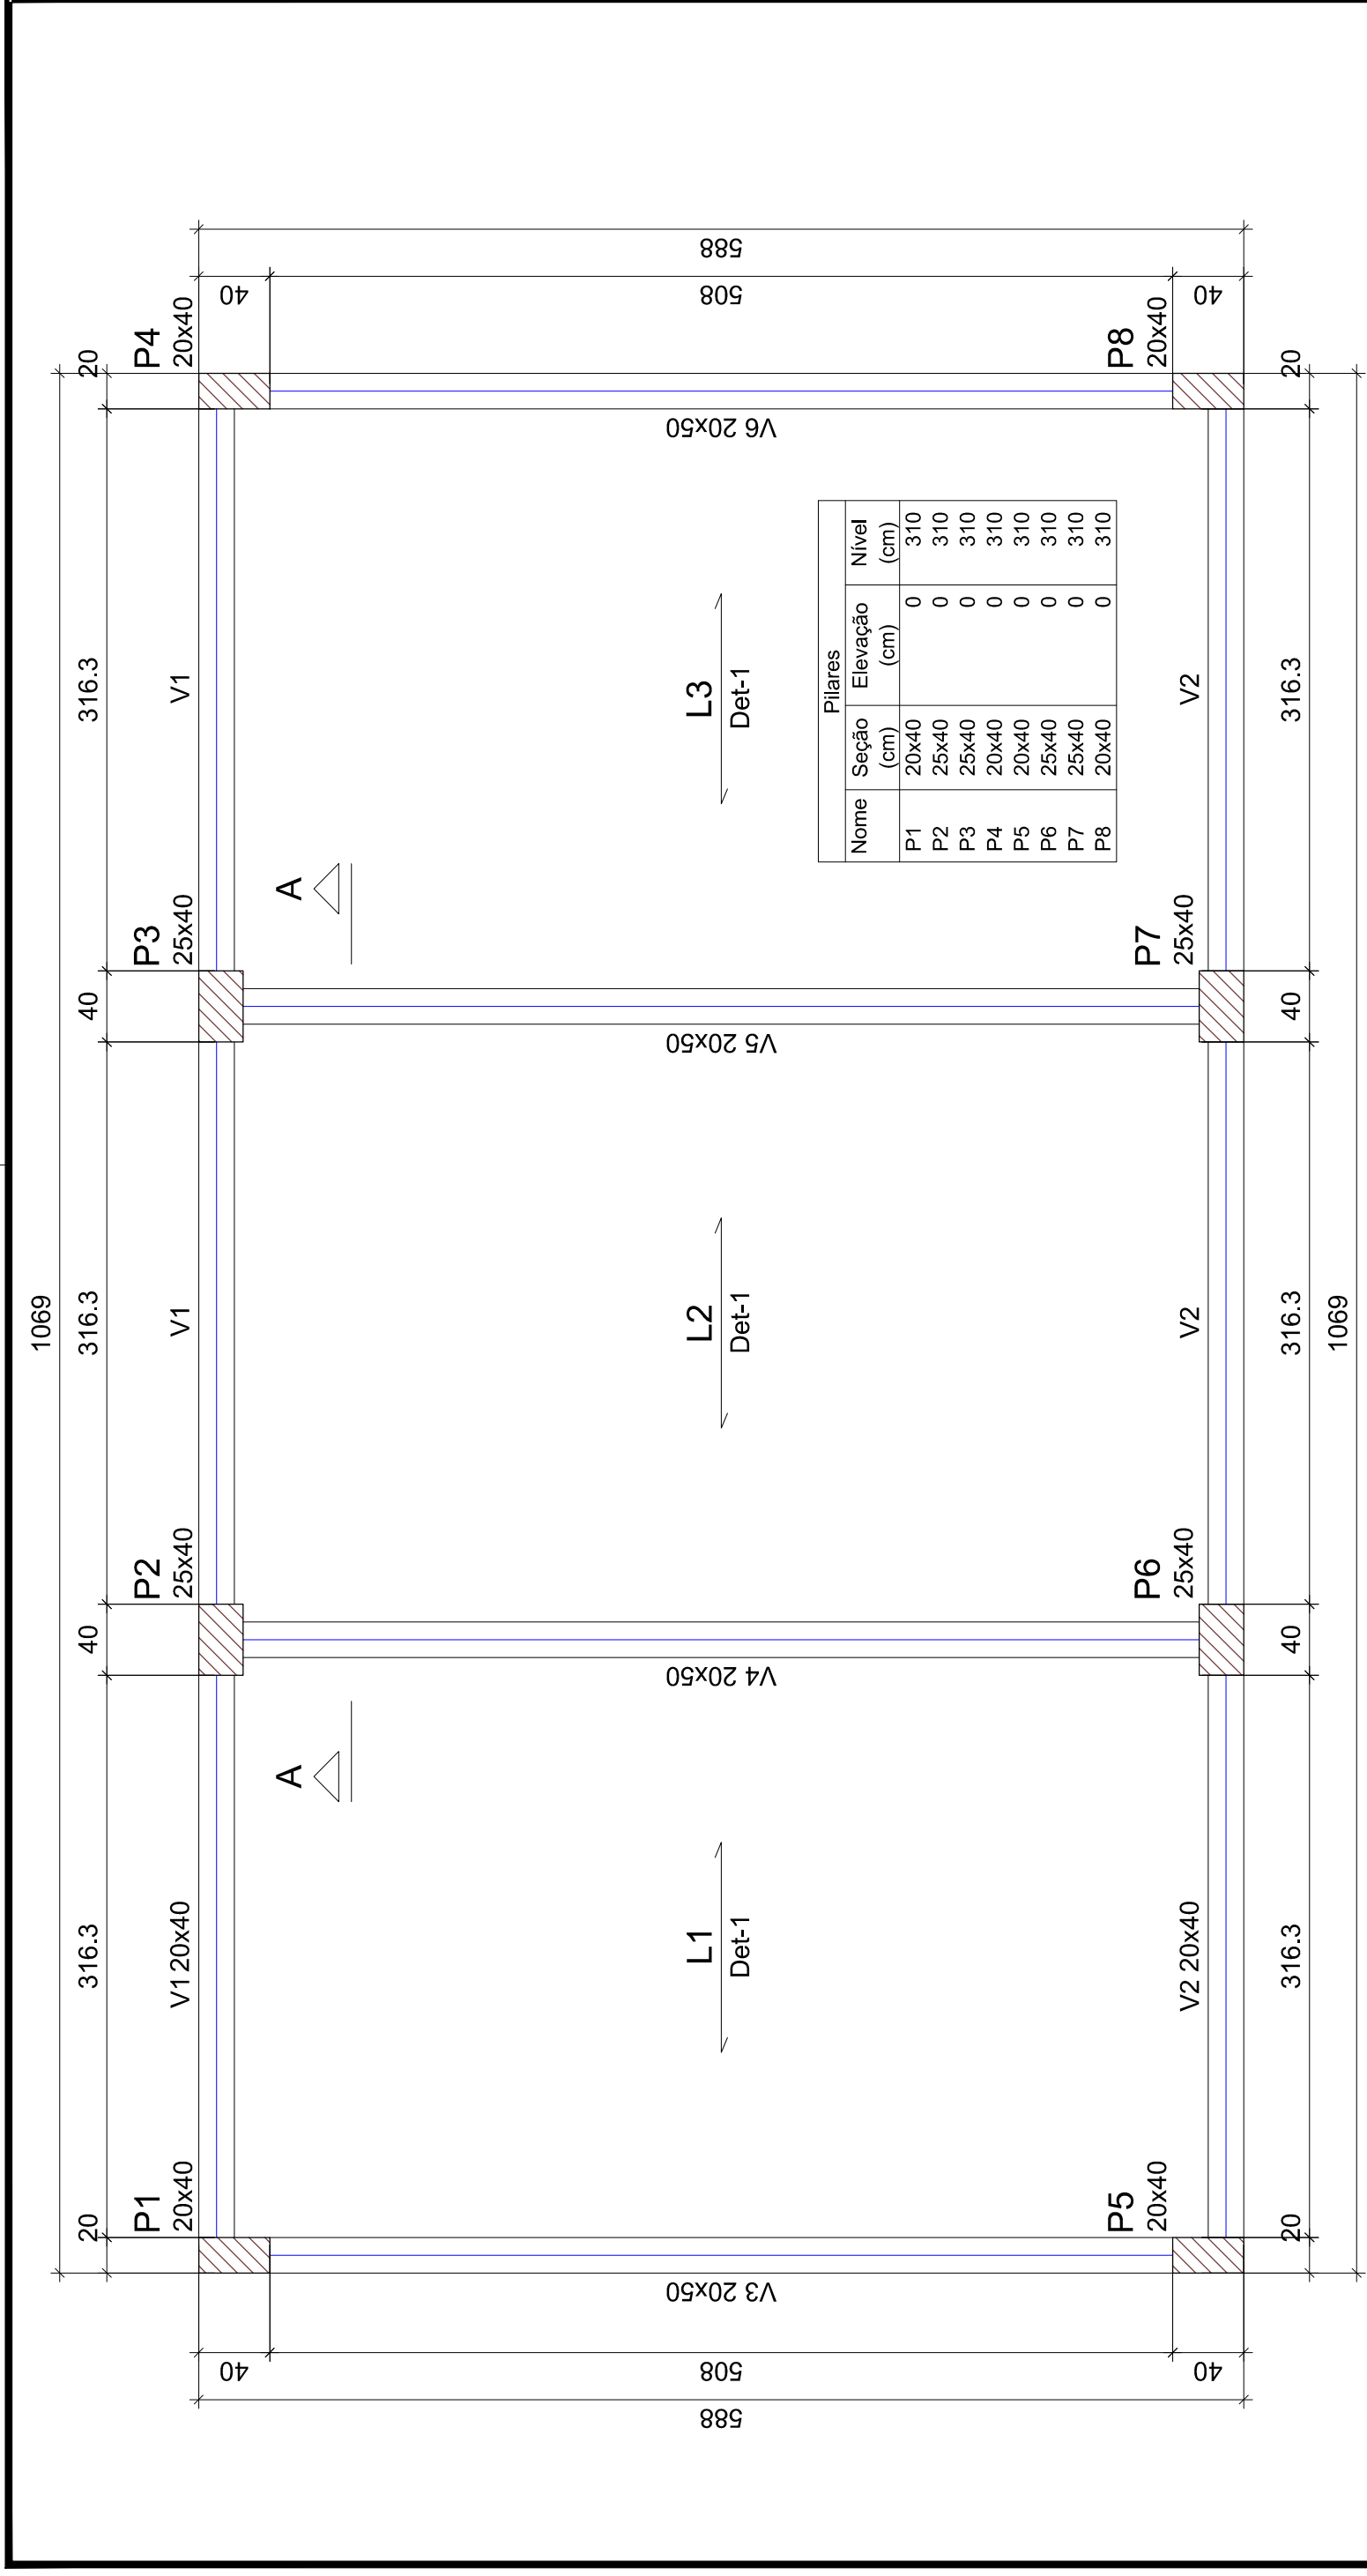 1069
20
316.3
40
316.3
40
316.3
20
P1
20x40
V1 20x40
P2
25x40
V1
P3
25x40
V1
P4
20x40
A
A
588
40
508
40
V3 20x50
L1
Det-1
V4 20x50
L2
Det-1
V5 20x50
L3
Det-1
V6 20x50
40
508
40
588
Pilares
Nome Seção Elevação Nível
(cm) (cm) (cm)
P1 20x40 0 310
P2 25x40 0 310
P3 25x40 0 310
P4 20x40 0 310
P5 20x40 0 310
P6 25x40 0 310
P7 25x40 0 310
P8 20x40 0 310
P5
20x40
V2 20x40
P6
25x40
V2
P7
25x40
V2
P8
20x40
20
316.3
40
316.3
40
316.3
20
1069